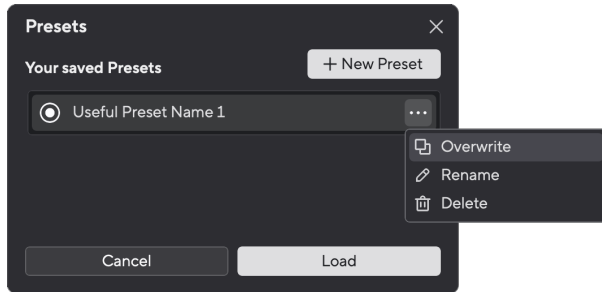 Presets
Your saved Presets
+ New Preset
Useful Preset Name 1
Overwrite
Rename
Delete
Cancel
Load